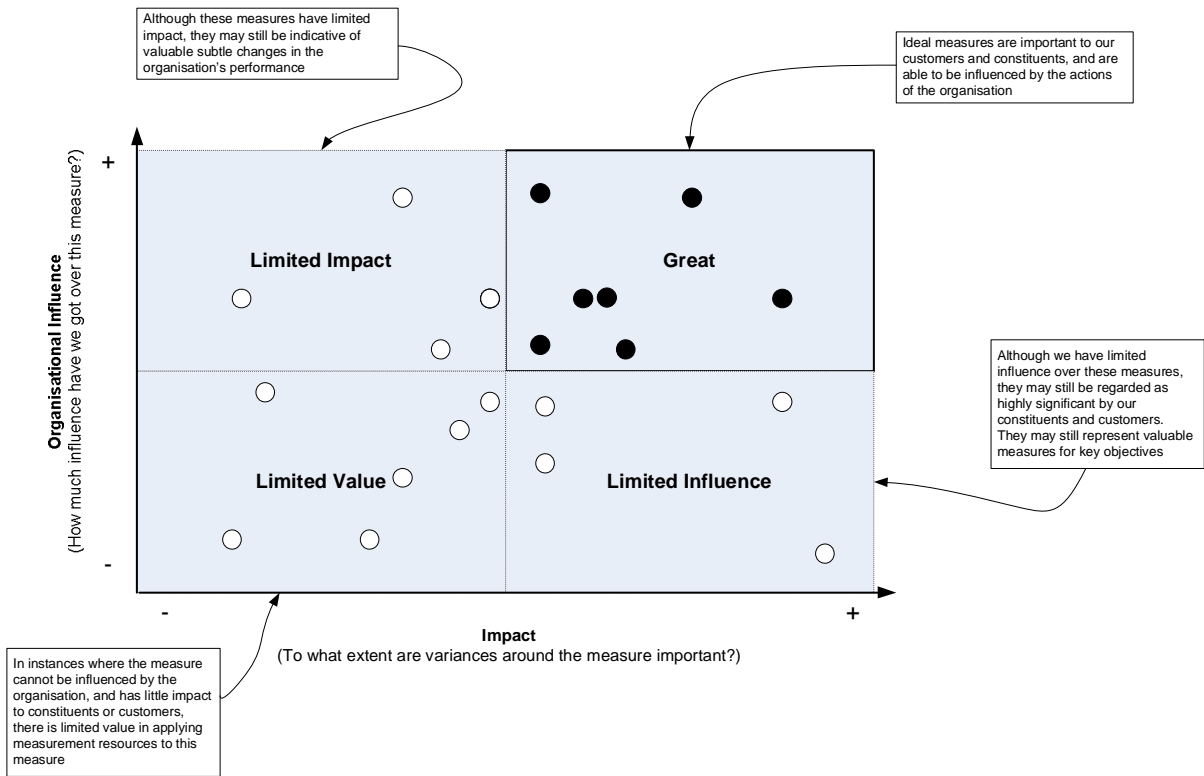 Although these measures have limited
impact, they may still be indicative of
valuable subtle changes in the
organisation's performance
Ideal measures are important to our
customers and constituents, and are
able to be influenced by the actions
of the organisation
+
Organisational Influence
(How much influence have we got over this measure?)
Limited Impact
Great
Although we have limited
influence over these measures,
they may still be regarded as
highly significant by our
constituents and customers.
They may still represent valuable
measures for key objectives
Limited Value
Limited Influence
-
-
+
Impact
(To what extent are variances around the measure important?)
In instances where the measure
cannot be influenced by the
organisation, and has little impact
to constituents or customers,
there is limited value in applying
measurement resources to this
measure